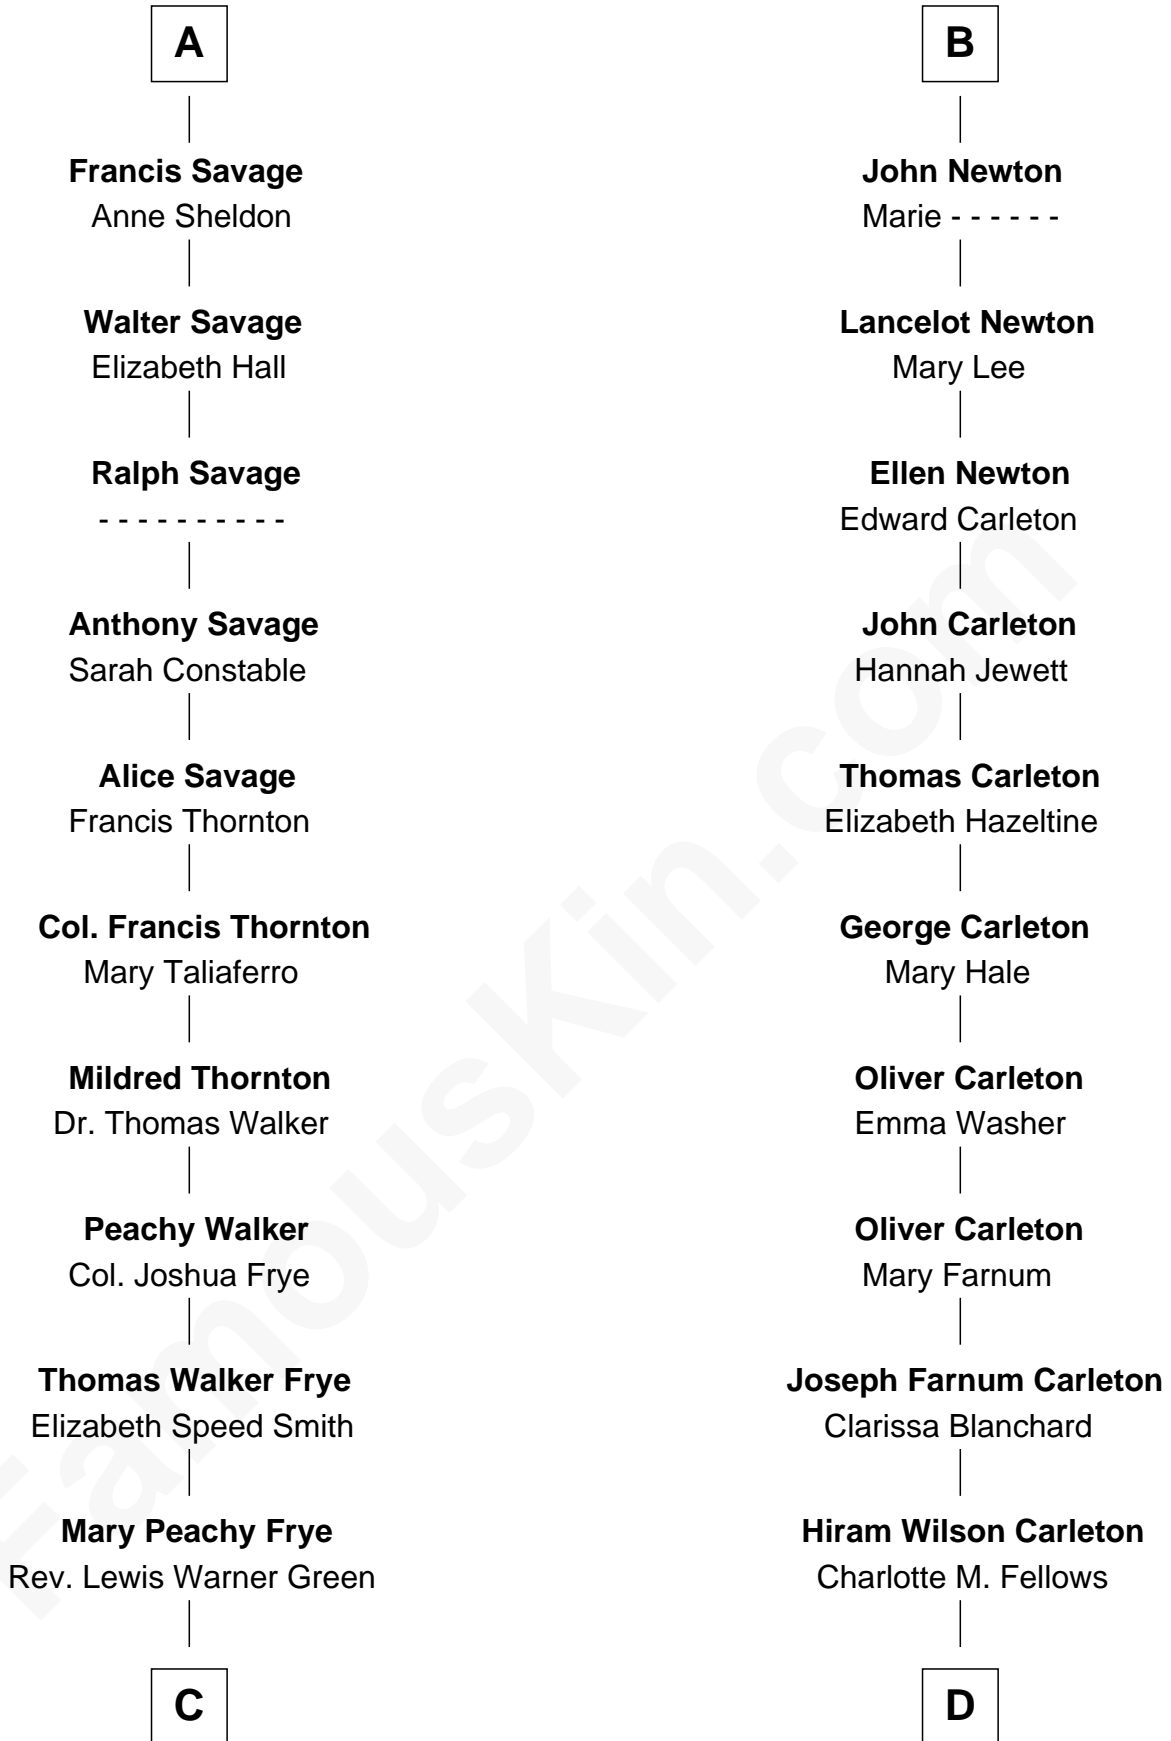 A
Francis Savage
Anne Sheldon
Walter Savage
Elizabeth Hall
Ralph Savage
- - - - - - - - - -
Anthony Savage
Sarah Constable
Alice Savage
Francis Thornton
Col. Francis Thornton
Mary Taliaferro
Mildred Thornton
Dr. Thomas Walker
Peachy Walker
Col. Joshua Frye
Thomas Walker Frye
Elizabeth Speed Smith
Mary Peachy Frye
Rev. Lewis Warner Green
C
B
John Newton
Marie - - - - - -
Lancelot Newton
Mary Lee
Ellen Newton
Edward Carleton
John Carleton
Hannah Jewett
Thomas Carleton
Elizabeth Hazeltine
George Carleton
Mary Hale
Oliver Carleton
Emma Washer
Oliver Carleton
Mary Farnum
Joseph Farnum Carleton
Clarissa Blanchard
Hiram Wilson Carleton
Charlotte M. Fellows
D
FamousKin.com